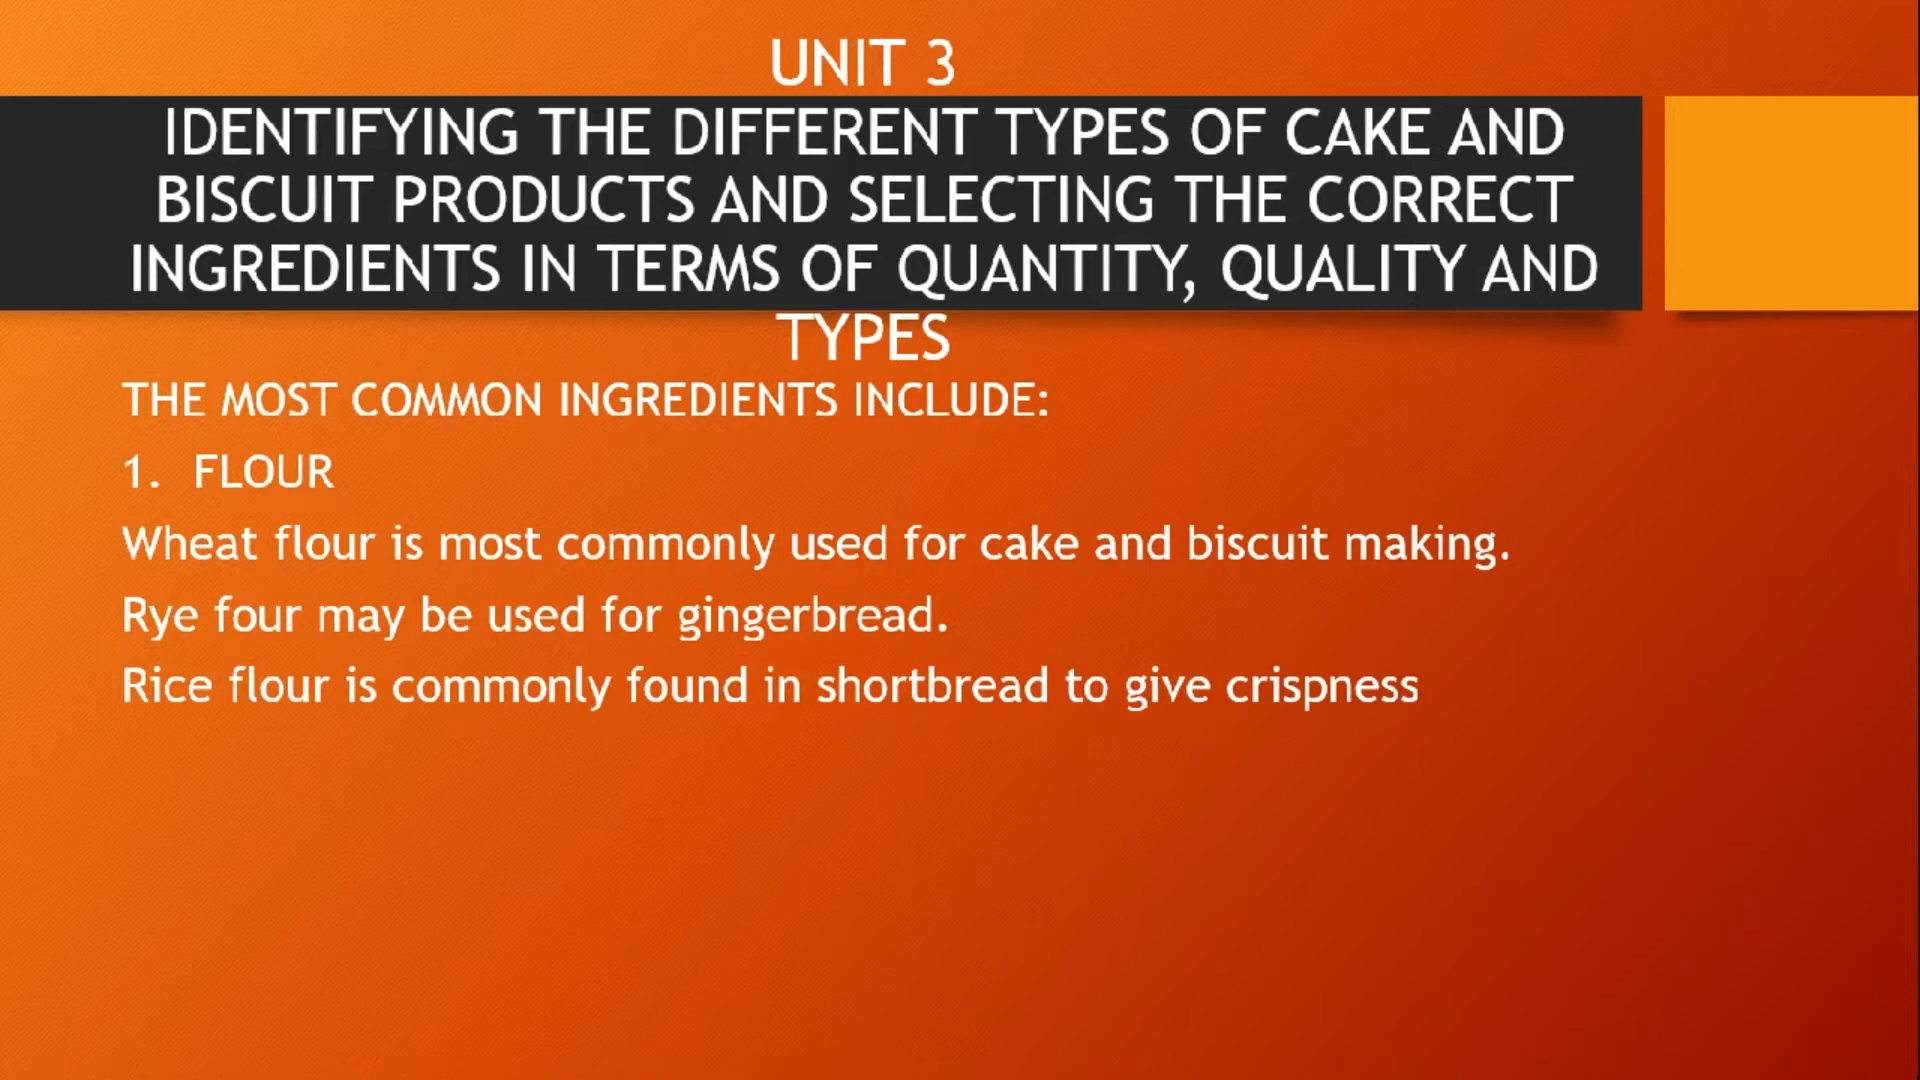 UNIT 3
IDENTIFYING THE DIFFERENT TYPES OF CAKE AND
BISCUIT PRODUCTS AND SELECTING THE CORRECT
INGREDIENTS IN TERMS OF QUANTITY, QUALITY AND
TYPES
THE MOST COMMON INGREDIENTS INCLUDE:
1. FLOUR
Wheat flour is most commonly used for cake and biscuit making.
Rye four may be used for gingerbread.
Rice flour is commonly found in shortbread to give crispness